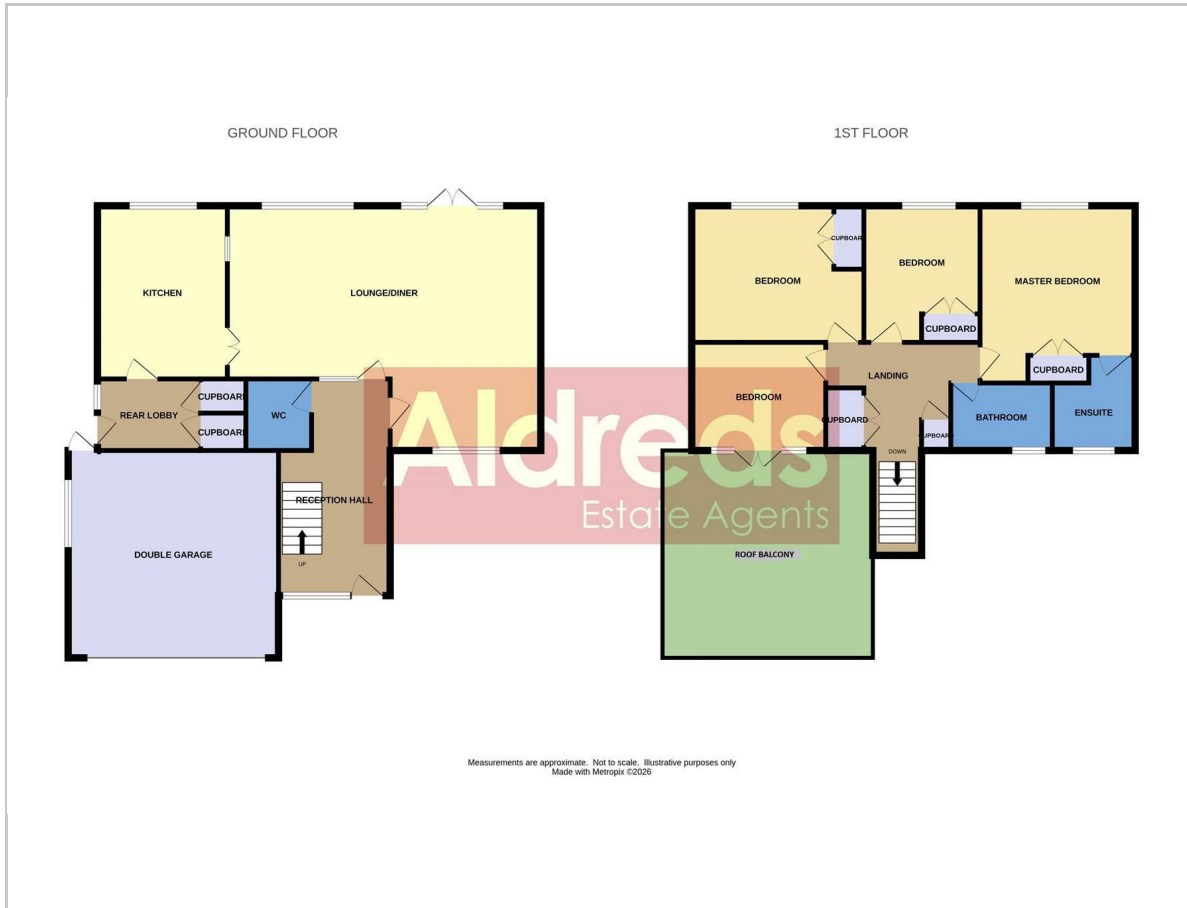 GROUND FLOOR
1ST FLOOR
KITCHEN
LOUNGE/DINER
REAR LOBBY
CUPBOARD
CUPBOARD
WC
RECEPTION HALL
UP
DOUBLE GARAGE
BEDROOM
CUPBOARD
BEDROOM
CUPBOARD
MASTER BEDROOM
CUPBOARD
LANDING
BEDROOM
CUPBOARD
CUPBOARD
BATHROOM
ENSUITE
DOWN
ROOF BALCONY
Aldreds
Estate Agents
Measurements are approximate. Not to scale. Illustrative purposes only
Made with Metropix ©2026